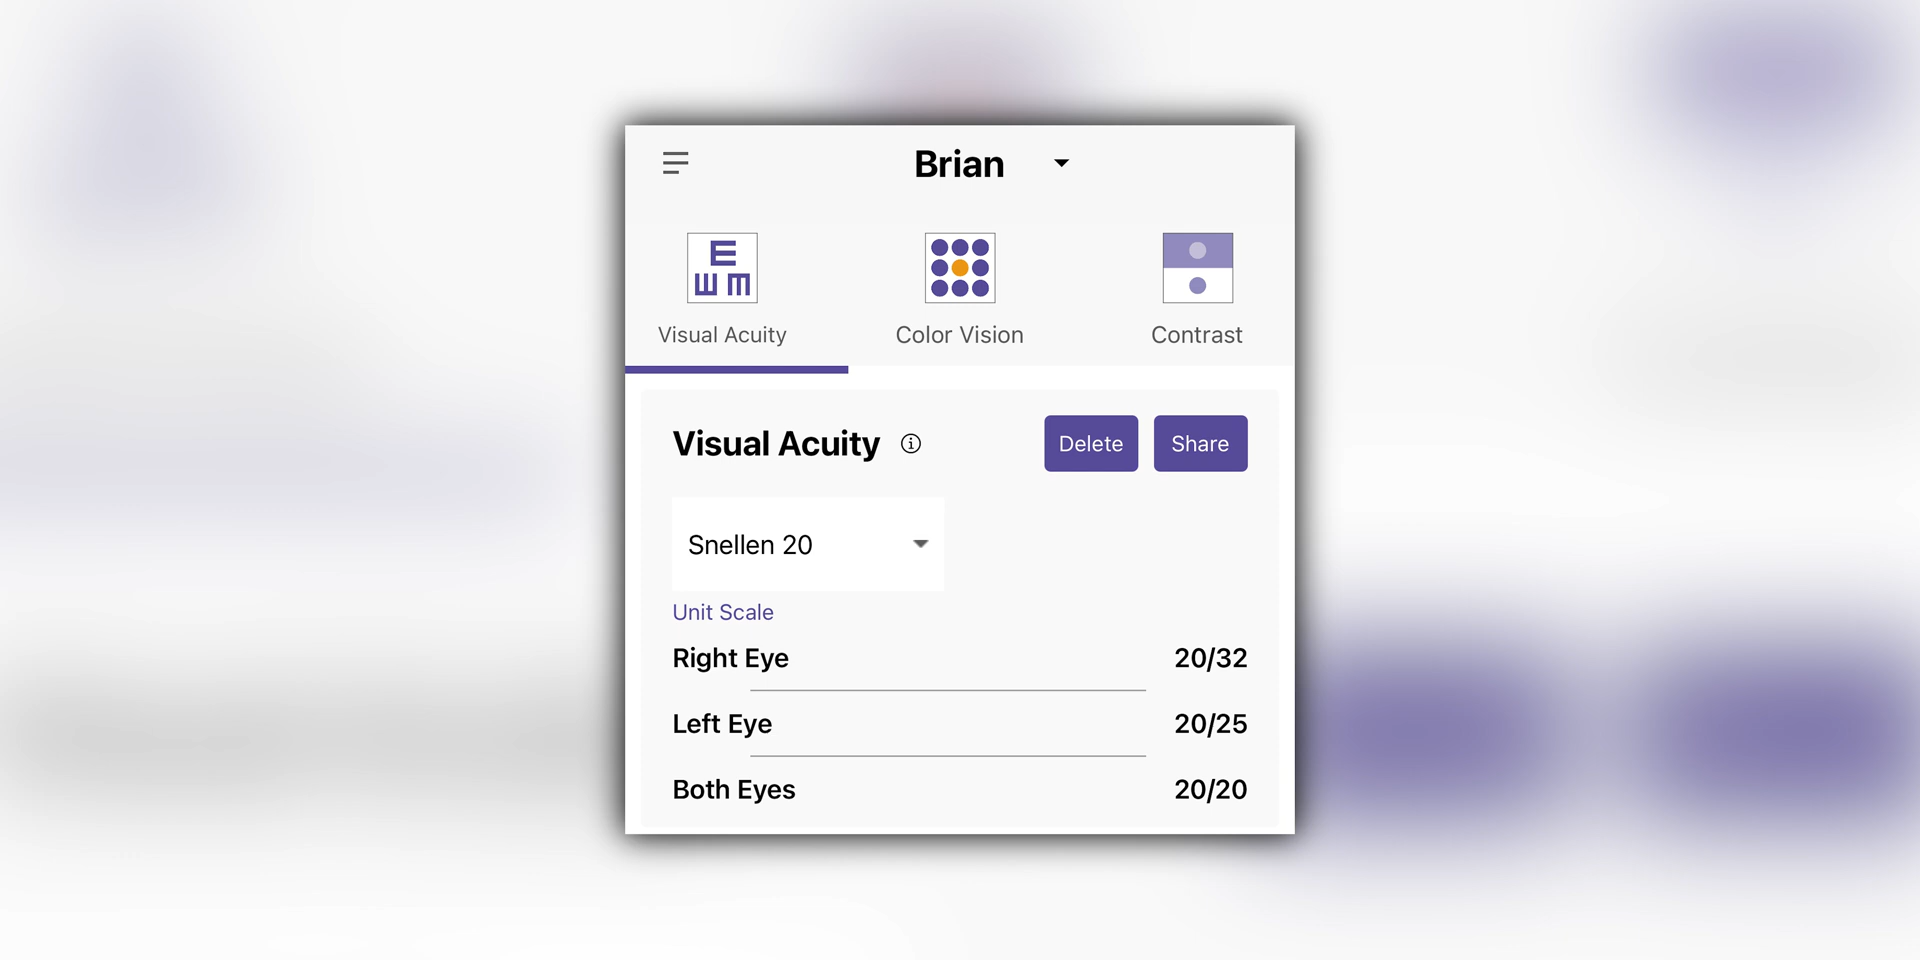 Brian
Visual Acuity
Color Vision
Contrast
Visual Acuity
Delete
Share
Snellen 20
Unit Scale
Right Eye 20/32
Left Eye 20/25
Both Eyes 20/20